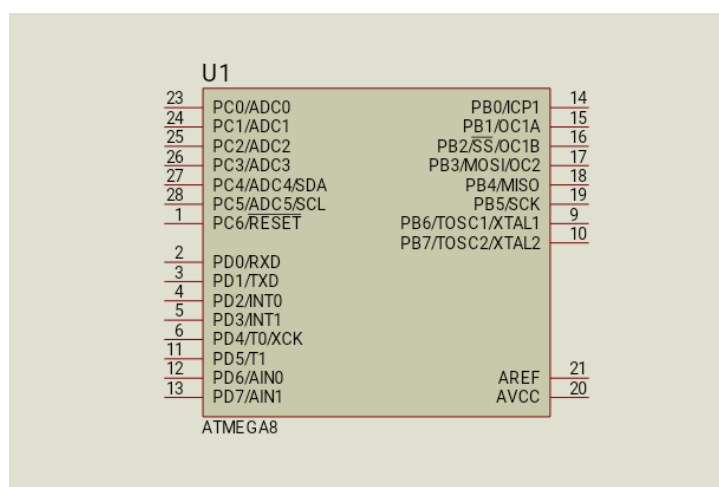 U1
23 PC0/ADC0 PB0/ICP1 14
24 PC1/ADC1 PB1/OC1A 15
25 PC2/ADC2 PB2/SS/OC1B 16
26 PC3/ADC3 PB3/MOSI/OC2 17
27 PC4/ADC4/SDA PB4/MISO 18
28 PC5/ADC5/SCL PB5/SCK 19
1 PC6/RESET PB6/TOSC1/XTAL1 9
PB7/TOSC2/XTAL2 10
2 PD0/RXD
3 PD1/TXD
4 PD2/INT0
5 PD3/INT1
6 PD4/T0/XCK
11 PD5/T1
12 PD6/AIN0 AREF 21
13 PD7/AIN1 AVCC 20
ATMEGA8